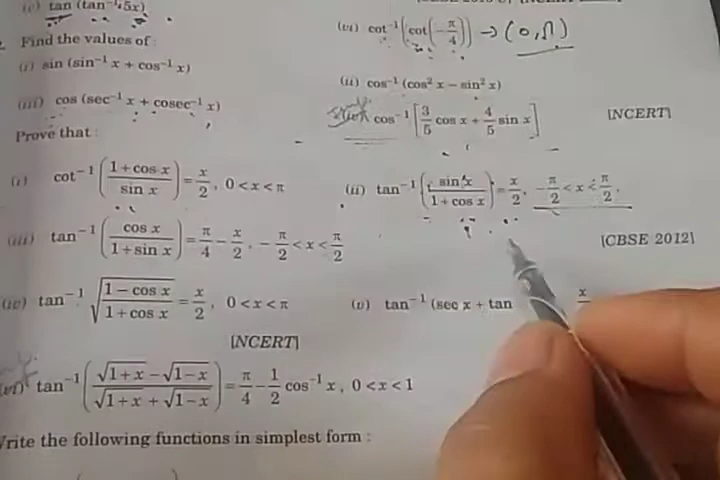 (v) tan (tan⁻¹ 5x)
(vi) cot⁻¹ (cot(-π/4)) → (0, π)
Find the values of :
(i) sin (sin⁻¹ x + cos⁻¹ x)
(ii) cos⁻¹ (cos² x – sin² x)
(iii) cos (sec⁻¹ x + cosec⁻¹ x)
cos⁻¹ [3/5 cos x + 4/5 sin x]
[NCERT]
Prove that :
(i) cot⁻¹ ((1 + cos x)/(sin x)) = x/2, 0 < x < π
(ii) tan⁻¹ (sin x/(1 + cos x)) = x/2, -π/2 < x < π/2.
(iii) tan⁻¹ (cos x/(1 + sin x)) = π/4 – x/2, -π/2 < x < π/2
[CBSE 2012]
(iv) tan⁻¹ √((1 – cos x)/(1 + cos x)) = x/2, 0 < x < π
(v) tan⁻¹ (sec x + tan
x
[NCERT]
(vi) tan⁻¹ ((√(1+x) – √(1–x))/(√(1+x) + √(1–x))) = π/4 – 1/2 cos⁻¹ x, 0 < x < 1
Write the following functions in simplest form :